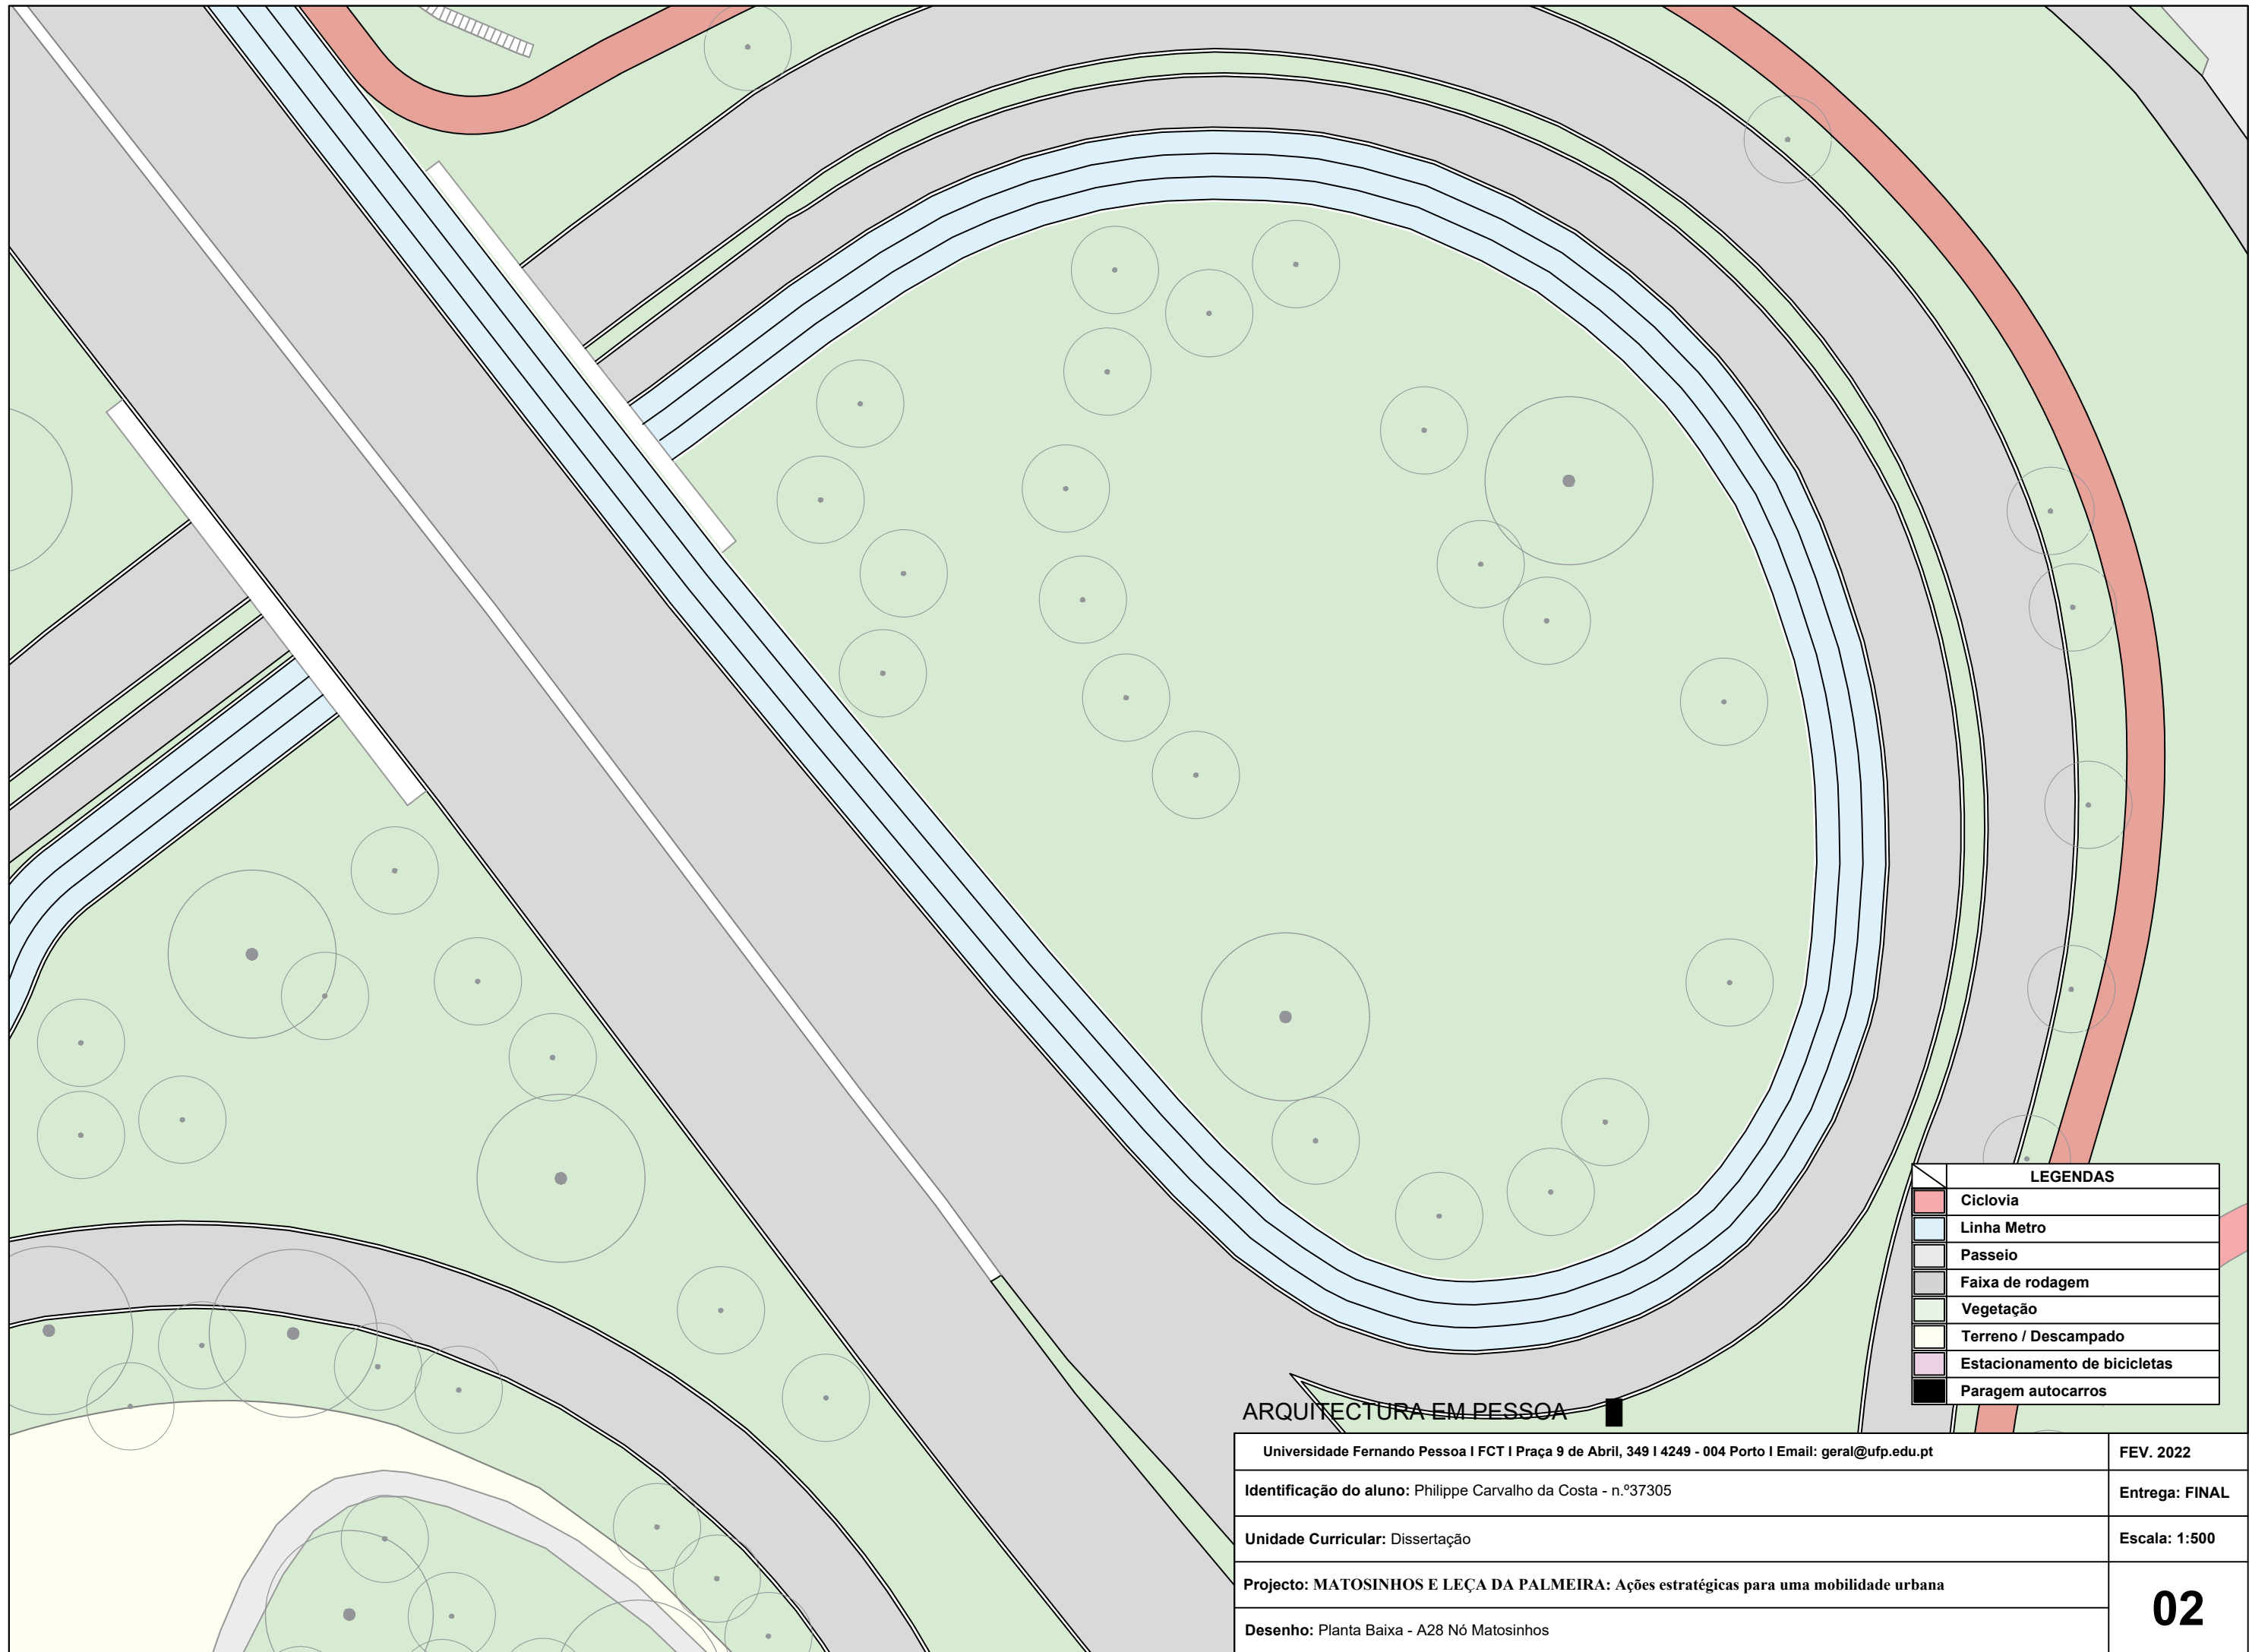 LEGENDAS
Ciclovia
Linha Metro
Passeio
Faixa de rodagem
Vegetação
Terreno / Descampado
Estacionamento de bicicletas
Paragem autocarros
ARQUITECTURA EM PESSOA
Universidade Fernando Pessoa I FCT I Praça 9 de Abril, 349 I 4249 - 004 Porto I Email: geral@ufp.edu.pt
FEV. 2022
Identificação do aluno: Philippe Carvalho da Costa - n.º37305
Entrega: FINAL
Unidade Curricular: Dissertação
Escala: 1:500
Projecto: MATOSINHOS E LEÇA DA PALMEIRA: Ações estratégicas para uma mobilidade urbana
02
Desenho: Planta Baixa - A28 Nó Matosinhos